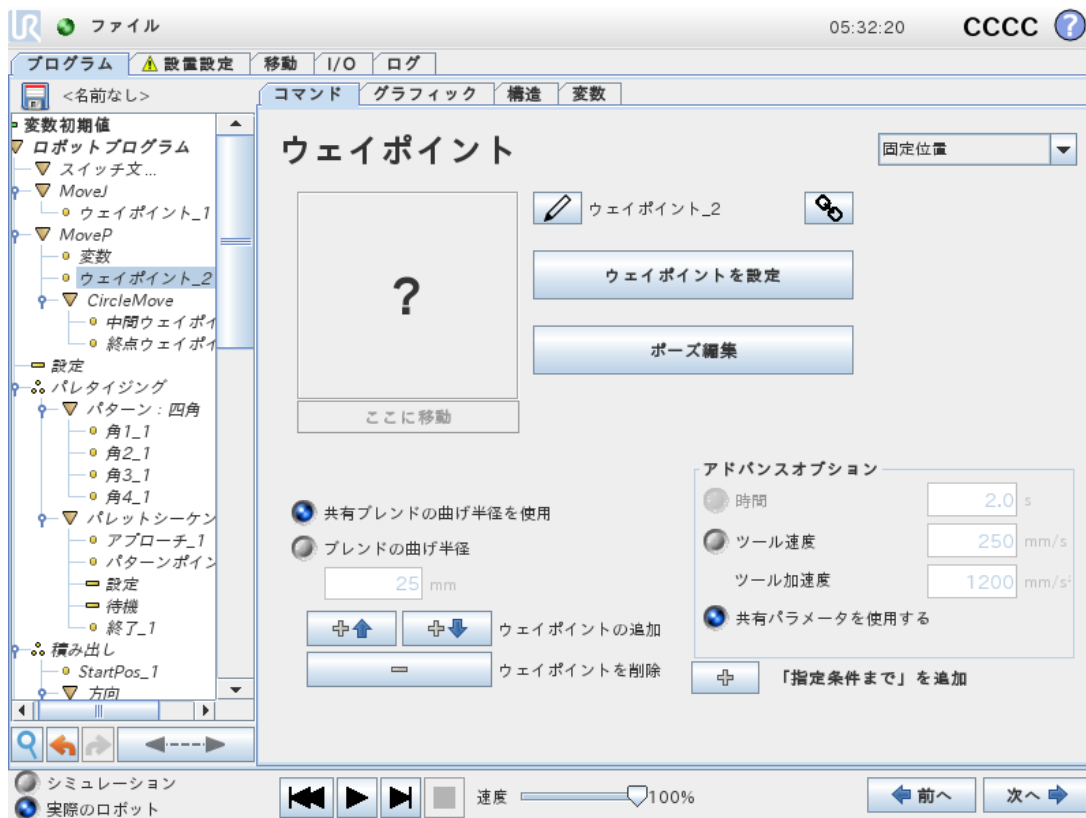 UR ファイル 05:32:20 CCCC ?
プログラム 設置設定 移動 I/O ログ
<名前なし>
コマンド グラフィック 構造 変数
変数初期値
ロボットプログラム
スイッチ文...
MoveJ
ウェイポイント_1
MoveP
変数
ウェイポイント_2
CircleMove
中間ウェイポイ
終点ウェイポイ
設定
パレタイジング
パターン : 四角
角1_1
角2_1
角3_1
角4_1
パレットシーケン
アプローチ_1
パターンポイン
設定
待機
終了_1
積み出し
StartPos_1
方向
ウェイポイント
固定位置
?
ウェイポイント_2
ウェイポイントを設定
ポーズ編集
ここに移動
共有ブレンドの曲げ半径を使用
ブレンドの曲げ半径
25 mm
ウェイポイントの追加
ウェイポイントを削除
アドバンスオプション
時間 2.0 s
ツール速度 250 mm/s
ツール加速度 1200 mm/s²
共有パラメータを使用する
「指定条件まで」を追加
シミュレーション
実際のロボット
速度 100%
前へ 次へ